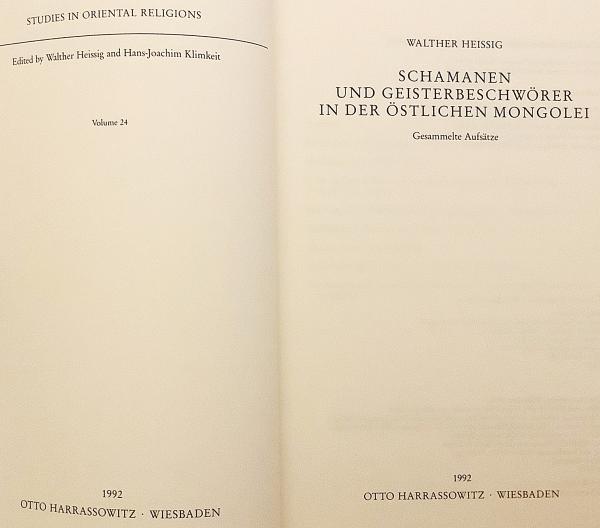 STUDIES IN ORIENTAL RELIGIONS
Edited by Walther Heissig and Hans-Joachim Klimkeit
Volume 24
1992
OTTO HARRASSOWITZ · WIESBADEN
WALTHER HEISSIG
SCHAMANEN
UND GEISTERBESCHWÖRER
IN DER ÖSTLICHEN MONGOLEI
Gesammelte Aufsätze
1992
OTTO HARRASSOWITZ · WIESBADEN